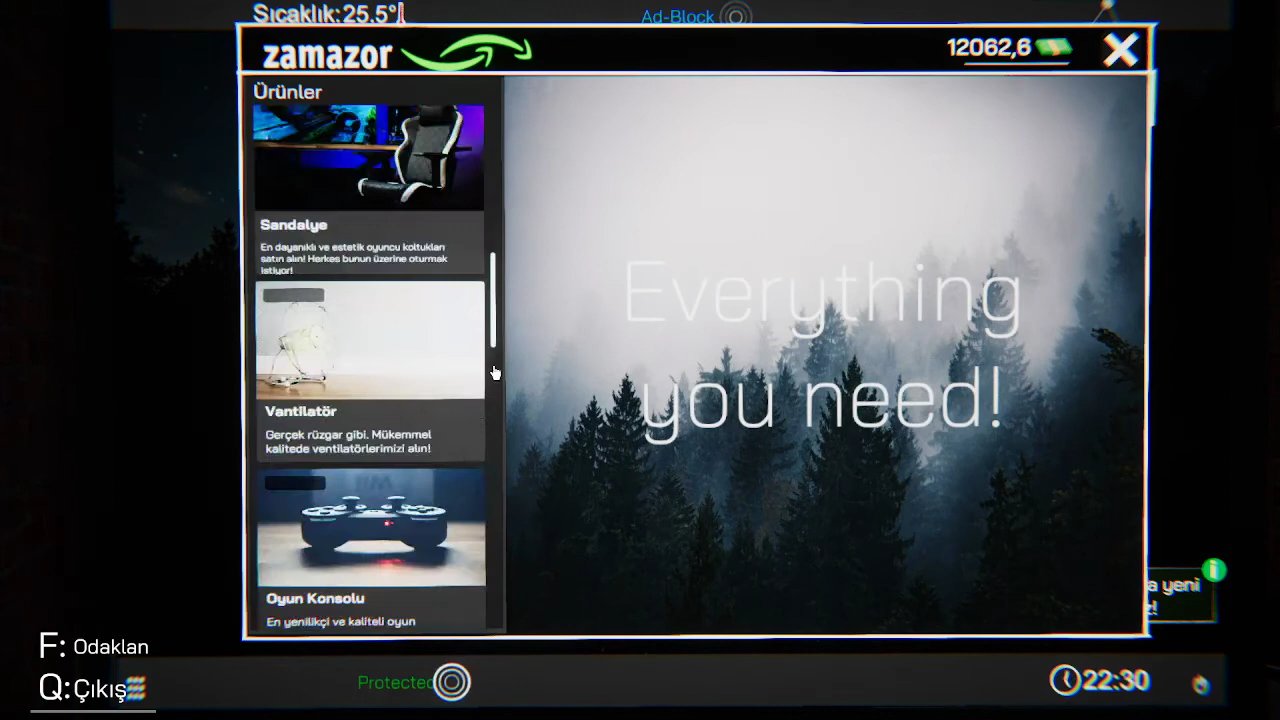 Sıcaklık: 25.5°
Ad-Block
zamazor
12062,6
Ürünler
Sandalye
En dayanıklı ve estetik oyuncu koltukları
satın alın! Herkes bunun üzerine oturmak
istiyor!
Vantilatör
Gerçek rüzgar gibi. Mükemmel
kalitede ventilatörlerimizi alın!
Oyun Konsolu
En yenilikçi ve kaliteli oyun
Everything
you need!
a yeni
z!
F: Odaklan
Q: Çıkış
Protected
22:30